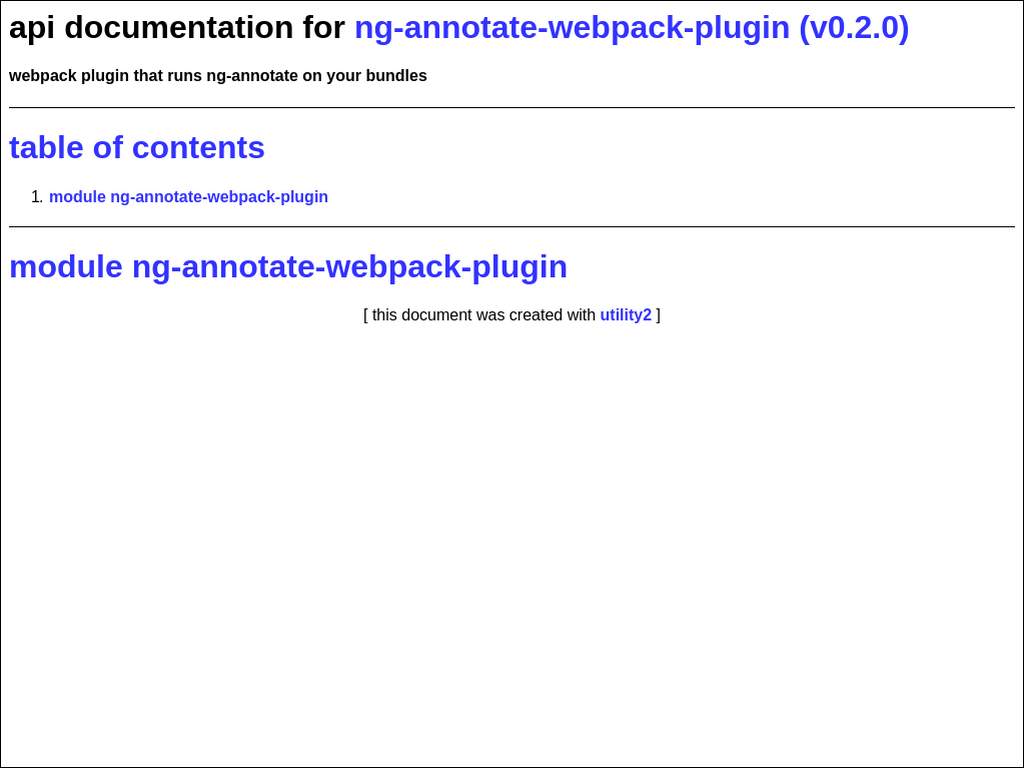 api documentation for ng-annotate-webpack-plugin (v0.2.0)
webpack plugin that runs ng-annotate on your bundles
table of contents
1. module ng-annotate-webpack-plugin
module ng-annotate-webpack-plugin
[ this document was created with utility2 ]